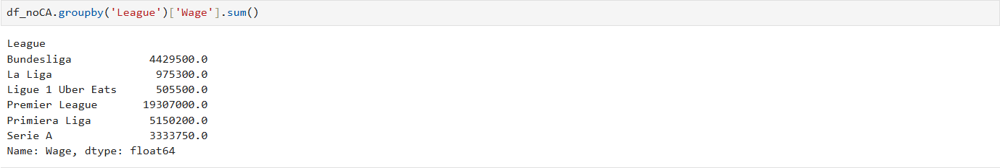 df_noCA.groupby('League')['Wage'].sum()
League
Bundesliga 4429500.0
La Liga 975300.0
Ligue 1 Uber Eats 505500.0
Premier League 19307000.0
Primiera Liga 5150200.0
Serie A 3333750.0
Name: Wage, dtype: float64